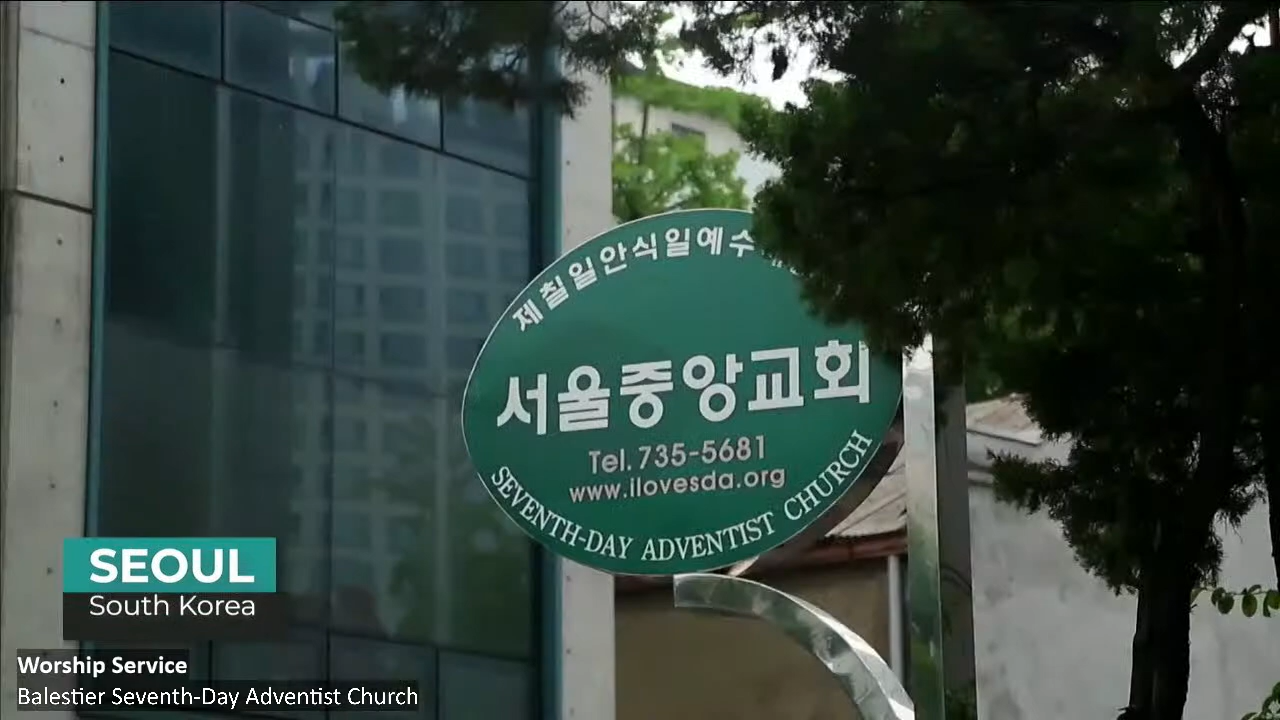 제칠일안식일예수
서울중앙교회
Tel. 735-5681
www.ilovesda.org
SEVENTH-DAY ADVENTIST CHURCH
SEOUL
South Korea
Worship Service
Balestier Seventh-Day Adventist Church